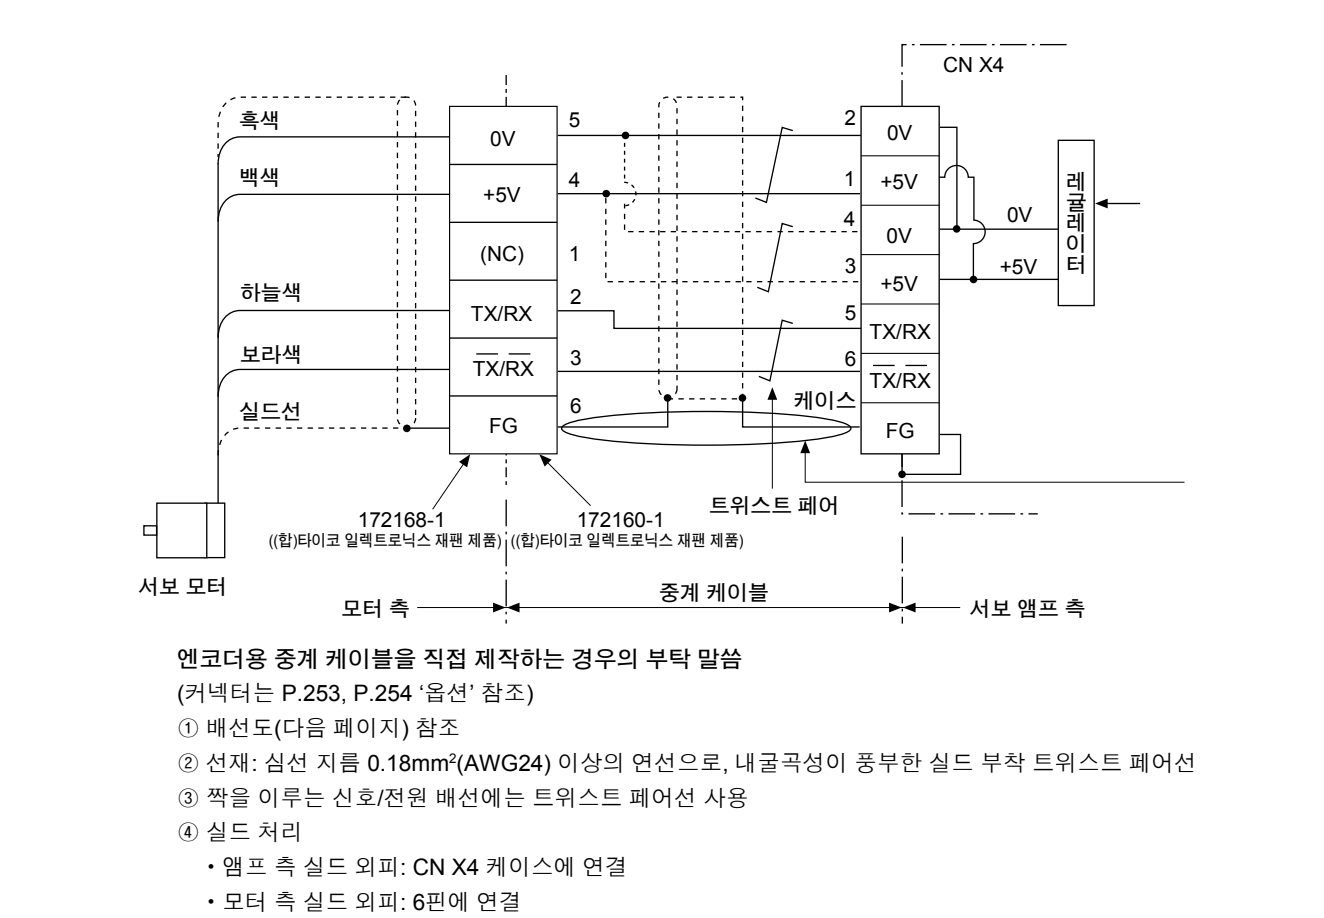 CN X4
흑색
0V
5
2
0V
백색
+5V
4
1
+5V
레귤레이터
(NC)
1
4
0V
0V
3
+5V
+5V
하늘색
TX/RX
2
5
TX/RX
보라색
TX/RX
3
6
TX/RX
실드선
FG
6
케이스
FG
트위스트 페어
172168-1
((합)타이코 일렉트로닉스 재팬 제품)
172160-1
((합)타이코 일렉트로닉스 재팬 제품)
서보 모터
모터 측
중계 케이블
서보 앰프 측
엔코더용 중계 케이블을 직접 제작하는 경우의 부탁 말씀
(커넥터는 P.253, P.254 ‘옵션’ 참조)
① 배선도(다음 페이지) 참조
② 선재: 심선 지름 0.18mm²(AWG24) 이상의 연선으로, 내굴곡성이 풍부한 실드 부착 트위스트 페어선
③ 짝을 이루는 신호/전원 배선에는 트위스트 페어선 사용
④ 실드 처리
• 앰프 측 실드 외피: CN X4 케이스에 연결
• 모터 측 실드 외피: 6핀에 연결